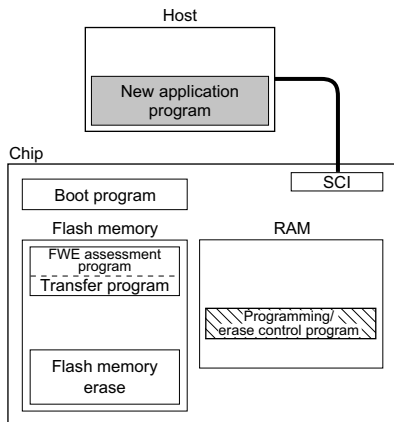 Host
New application
program
Chip
SCI
Boot program
Flash memory
RAM
FWE assessment
program
Transfer program
Programming/
erase control program
Flash memory
erase